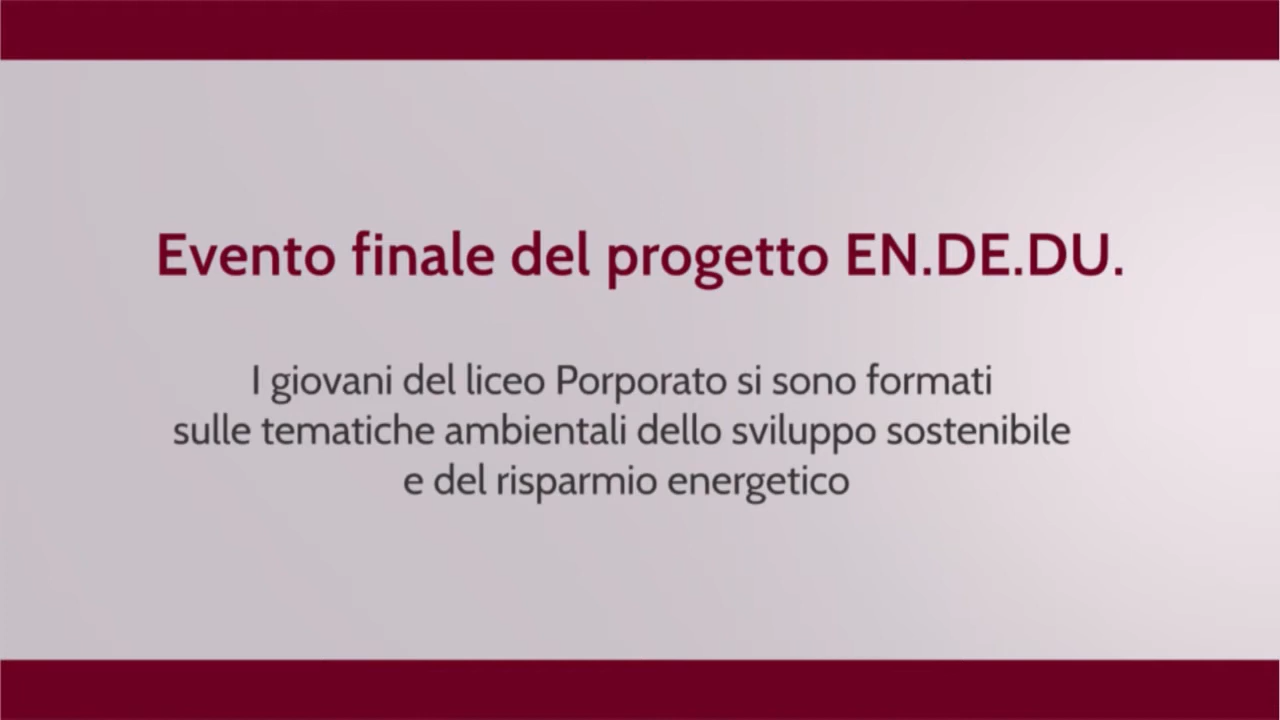 Evento finale del progetto EN.DE.DU.
I giovani del liceo Porporato si sono formati
sulle tematiche ambientali dello sviluppo sostenibile
e del risparmio energetico